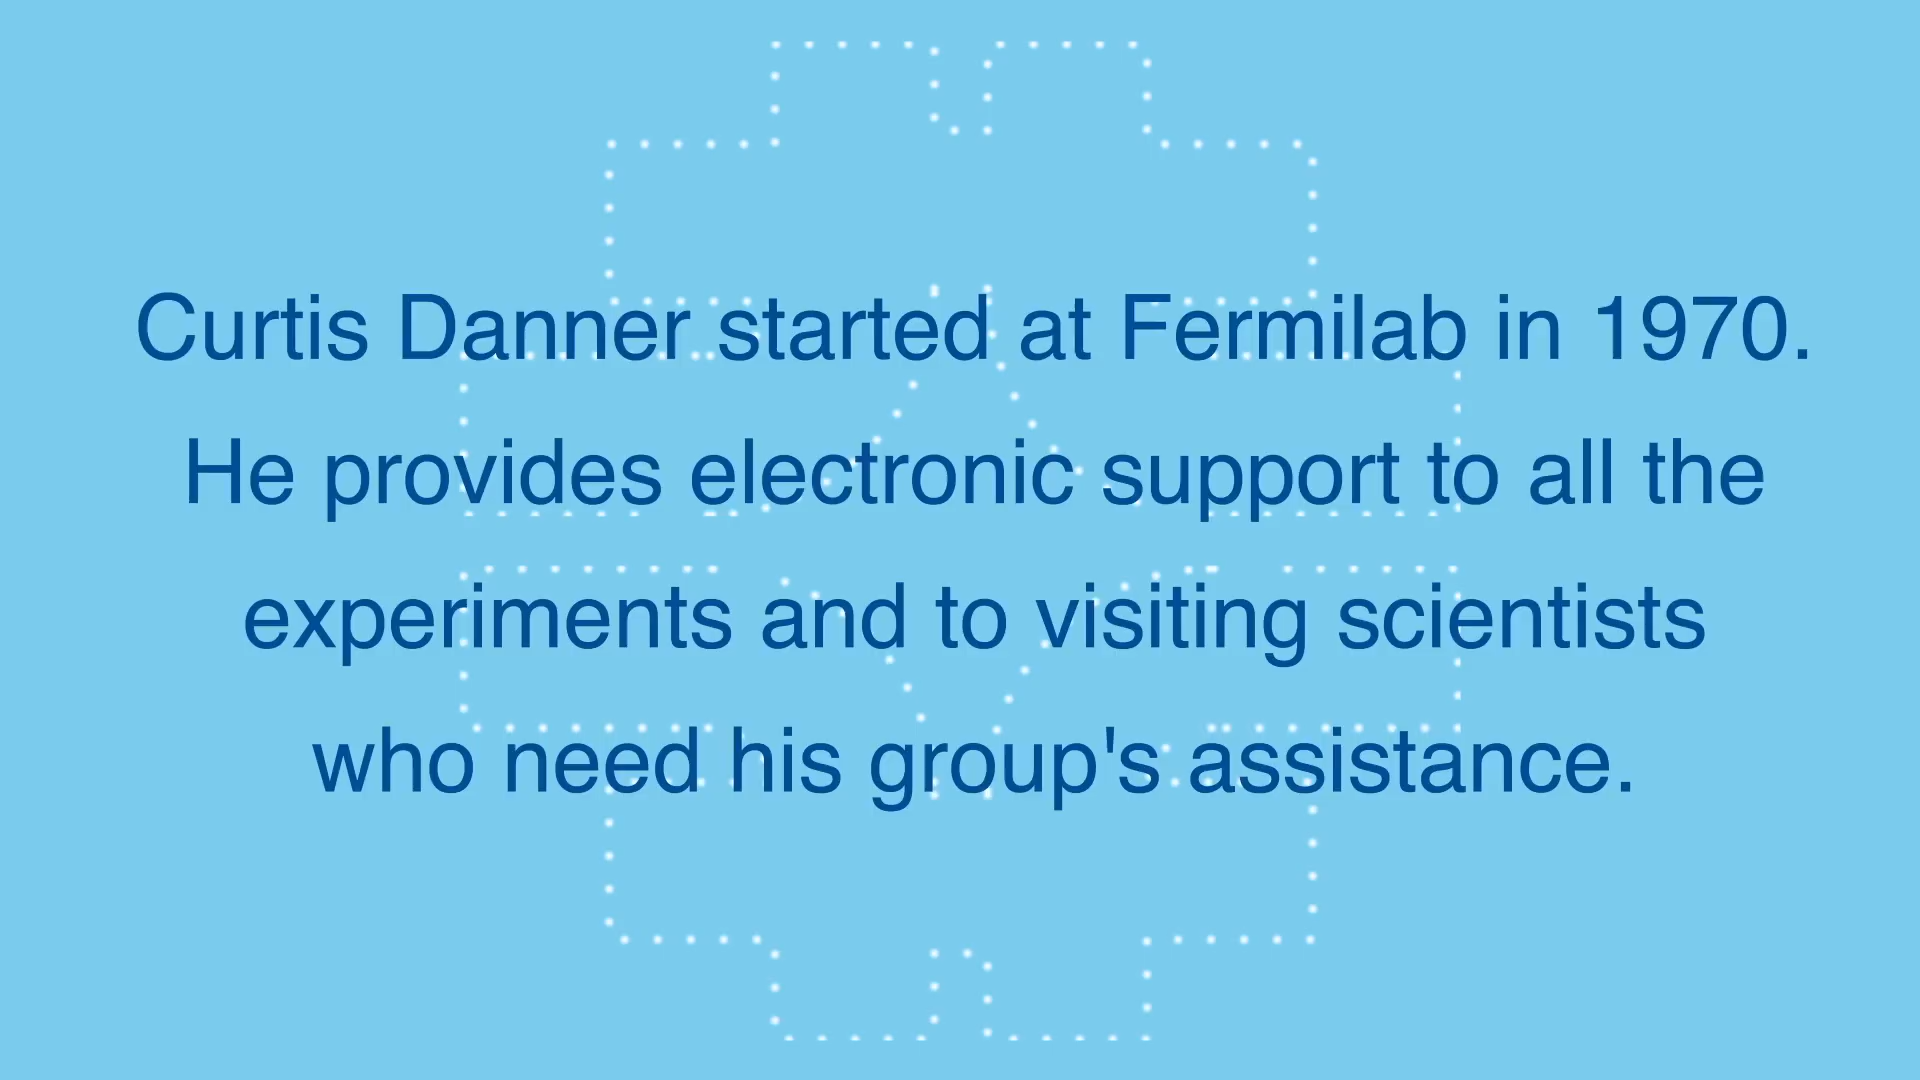 Curtis Danner started at Fermilab in 1970.
He provides electronic support to all the
experiments and to visiting scientists
who need his group's assistance.